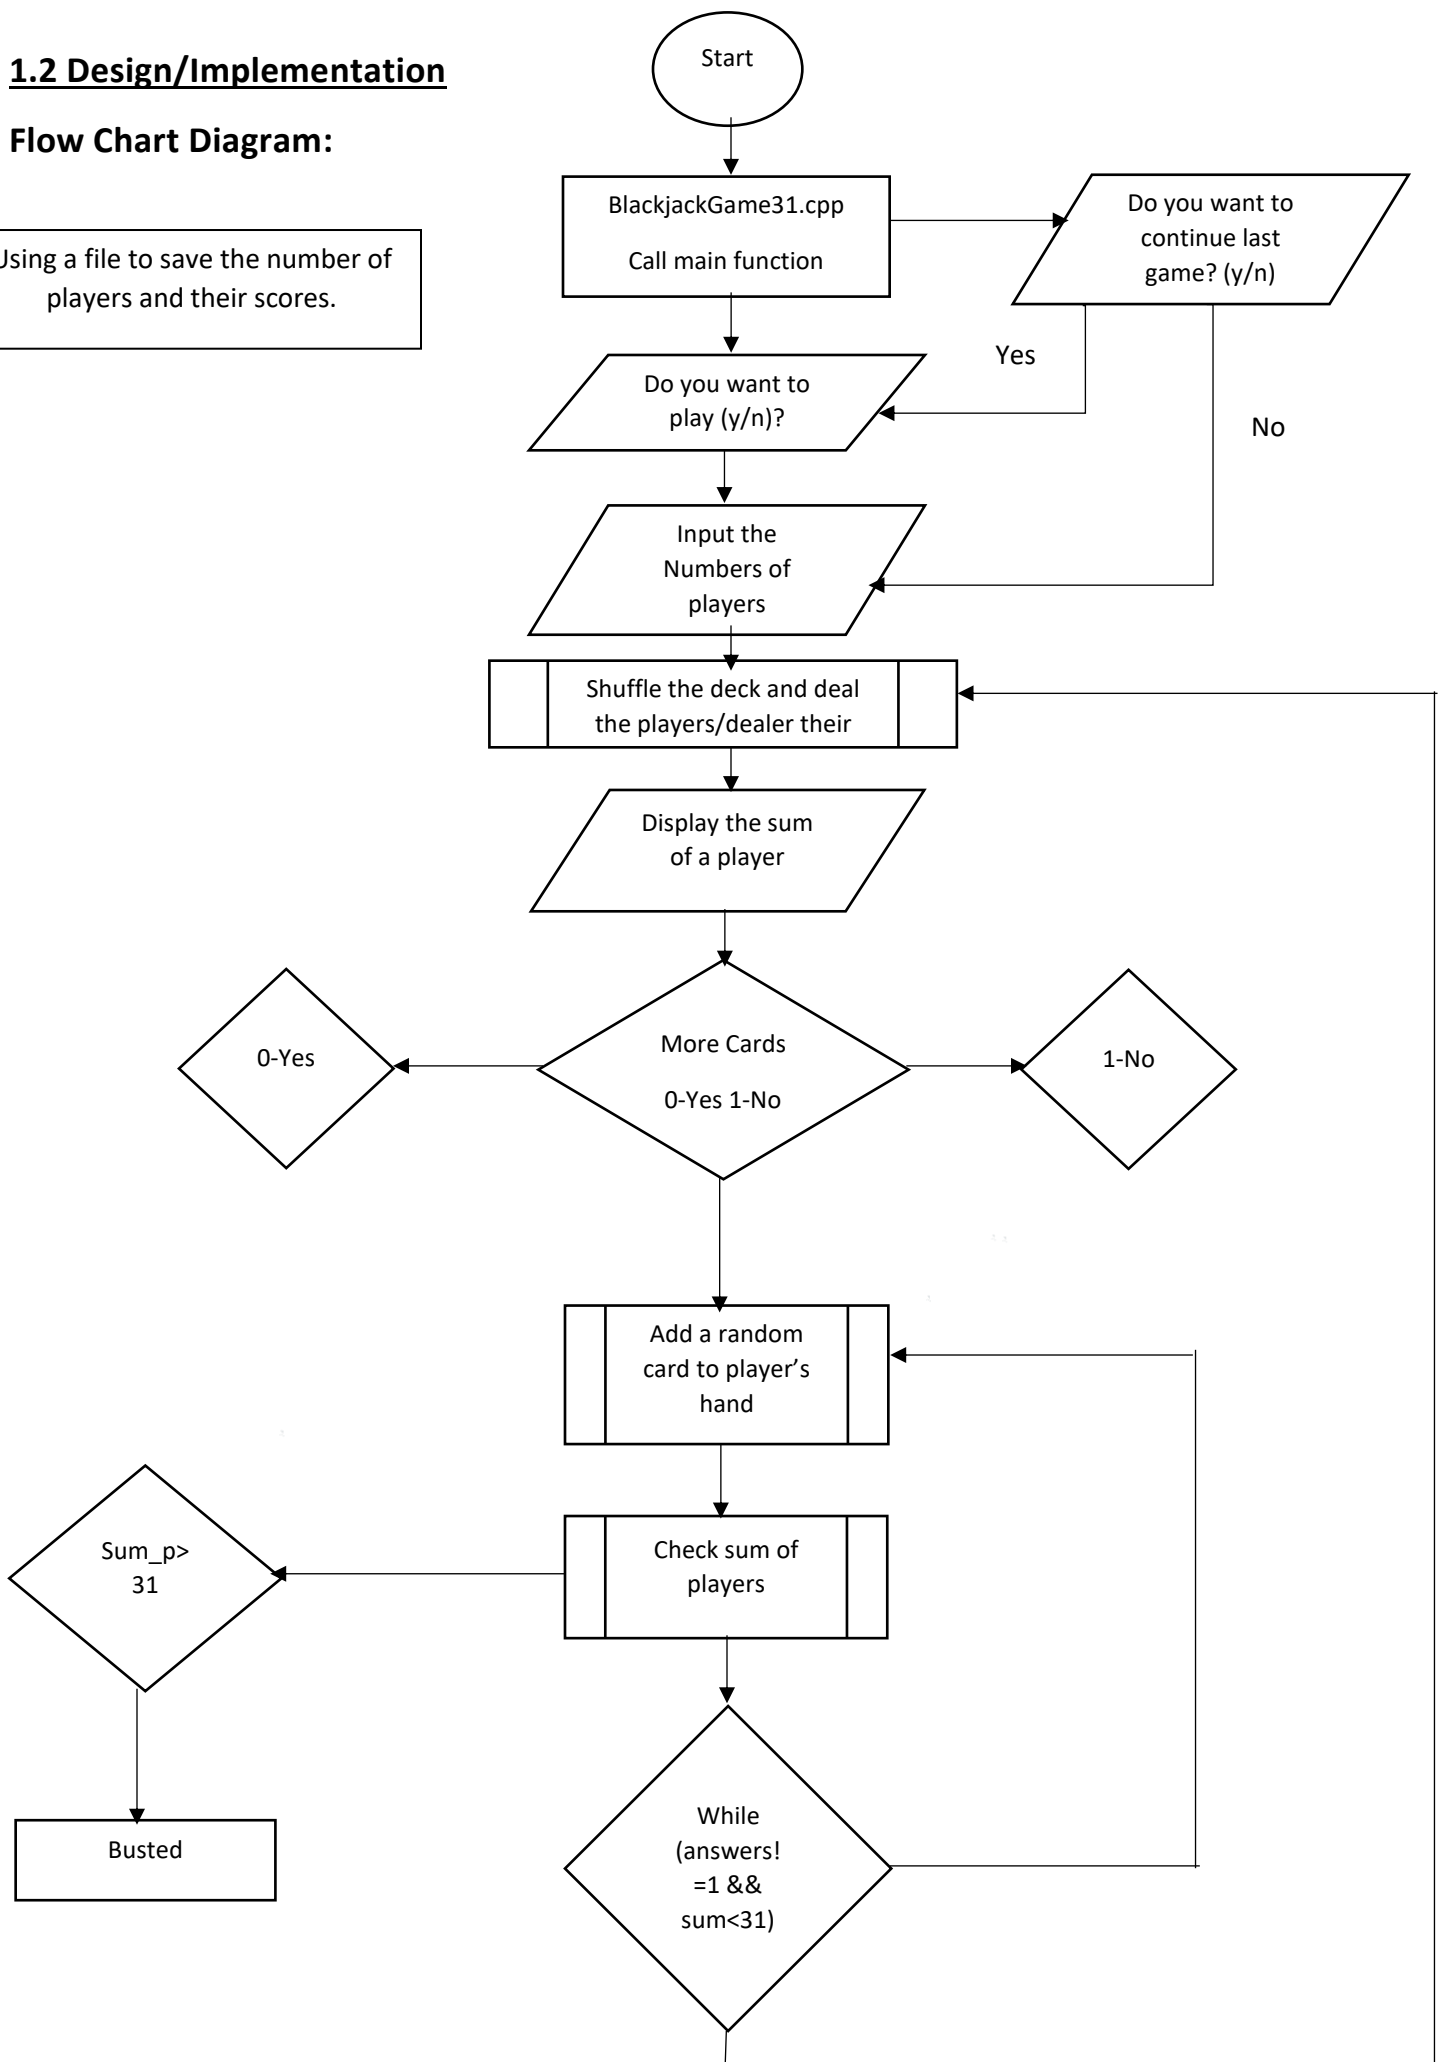 Start
1.2 Design/Implementation
Flow Chart Diagram:
BlackjackGame31.cpp
Call main function
Do you want to
continue last
game? (y/n)
Using a file to save the number of
players and their scores.
Yes
Do you want to
play (y/n)?
No
Input the
Numbers of
players
Shuffle the deck and deal
the players/dealer their
Display the sum
of a player
0-Yes
More Cards
0-Yes 1-No
1-No
Add a random
card to player’s
hand
Sum_p>
31
Check sum of
players
Busted
While
(answers!
=1 &&
sum<31)